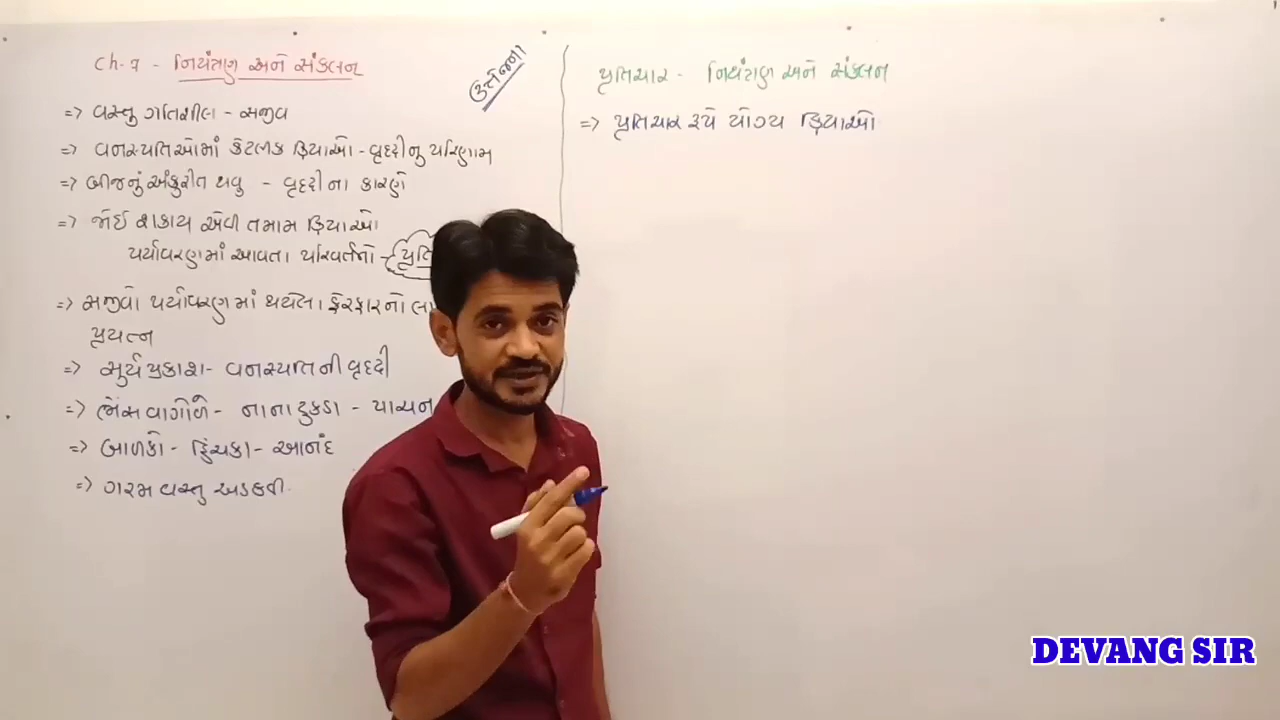 Ch-7 - નિયંત્રણ અને સંકલન
ઉત્તેજના
=> વસ્તુ ગતિશીલ - સજીવ
=> વનસ્પતિઓમાં કેટલીક ક્રિયાઓ - વૃદ્ધીનુ પરિણામ
=> બીજનું અંકુરીત થવુ - વૃદ્ધીના કારણે
=> જોઈ શકાય એવી તમામ ક્રિયાઓ
પર્યાવરણમાં આવતા પરિવર્તનો - પ્રતિ
=> સજીવો પર્યાવરણમાં થયેલા ફેરફારનો લા
પ્રયત્ન
=> સુર્યપ્રકાશ - વનસ્પતિની વૃદ્ધી
=> ભેંસ વાગોળે - નાના ટુકડા - પાચન
=> બાળકો - હિંચકા - આનંદ
=> ગરમ વસ્તુ અડકવી.
પ્રતિચાર - નિયંત્રણ અને સંકલન
=> પ્રતિચાર રૂપે યોગ્ય ક્રિયાઓ
DEVANG SIR